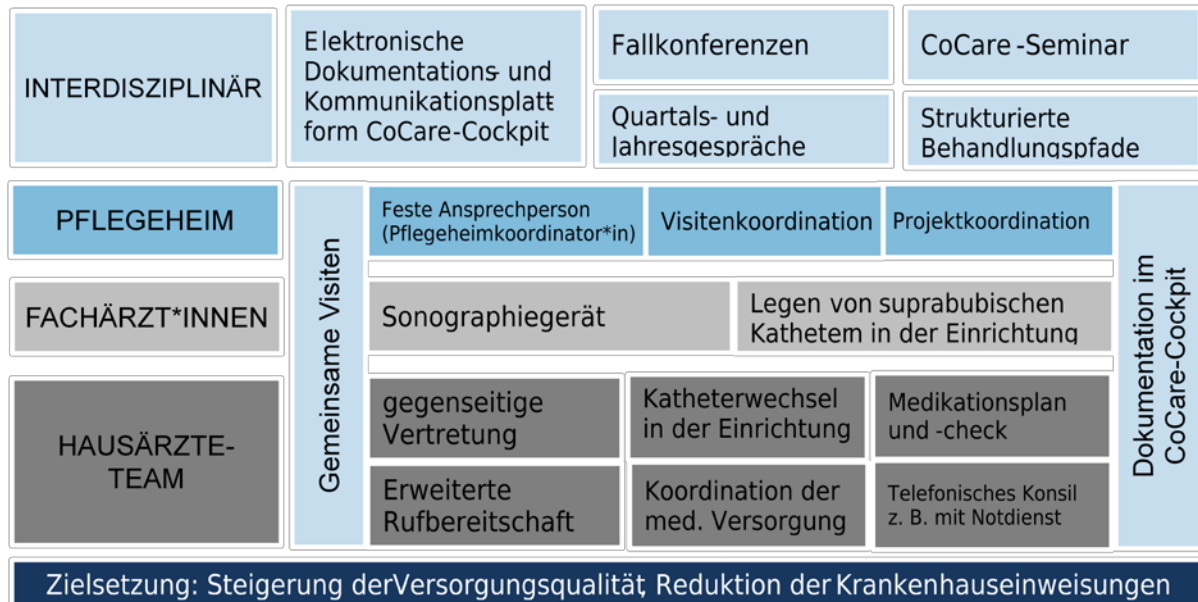 INTERDISZIPLINÄR
Elektronische
Dokumentations- und
Kommunikationsplatt-
form CoCare-Cockpit
Fallkonferenzen
CoCare -Seminar
Quartals- und
Jahresgespräche
Strukturierte
Behandlungspfade
PFLEGEHEIM
Gemeinsame Visiten
Feste Ansprechperson
(Pflegeheimkoordinator*in)
Visitenkoordination
Projektkoordination
Dokumentation im
CoCare-Cockpit
FACHÄRZT*INNEN
Sonographiegerät
Legen von suprabubischen
Kathetern in der Einrichtung
HAUSÄRZTE-
TEAM
gegenseitige
Vertretung
Katheterwechsel
in der Einrichtung
Medikationsplan
und -check
Erweiterte
Rufbereitschaft
Koordination der
med. Versorgung
Telefonisches Konsil
z. B. mit Notdienst
Zielsetzung: Steigerung der Versorgungsqualität, Reduktion der Krankenhauseinweisungen